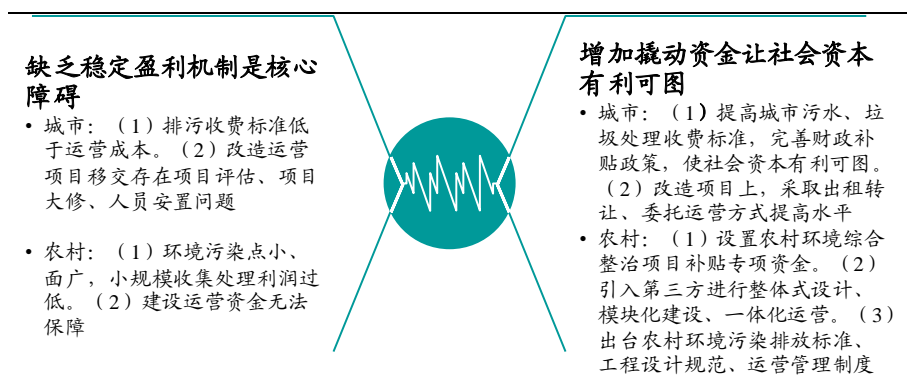 缺乏稳定盈利机制是核心
障碍
• 城市：（1）排污收费标准低
于运营成本。（2）改造运营
项目移交存在项目评估、项目
大修、人员安置问题
• 农村：（1）环境污染点小、
面广，小规模收集处理利润过
低。（2）建设运营资金无法
保障
增加撬动资金让社会资本
有利可图
• 城市：（1）提高城市污水、垃
圾处理收费标准，完善财政补
贴政策，使社会资本有利可图。
（2）改造项目上，采取出租转
让、委托运营方式提高水平
• 农村：（1）设置农村环境综合
整治项目补贴专项资金。（2）
引入第三方进行整体式设计、
模块化建设、一体化运营。（3）
出台农村环境污染排放标准、
工程设计规范、运营管理制度